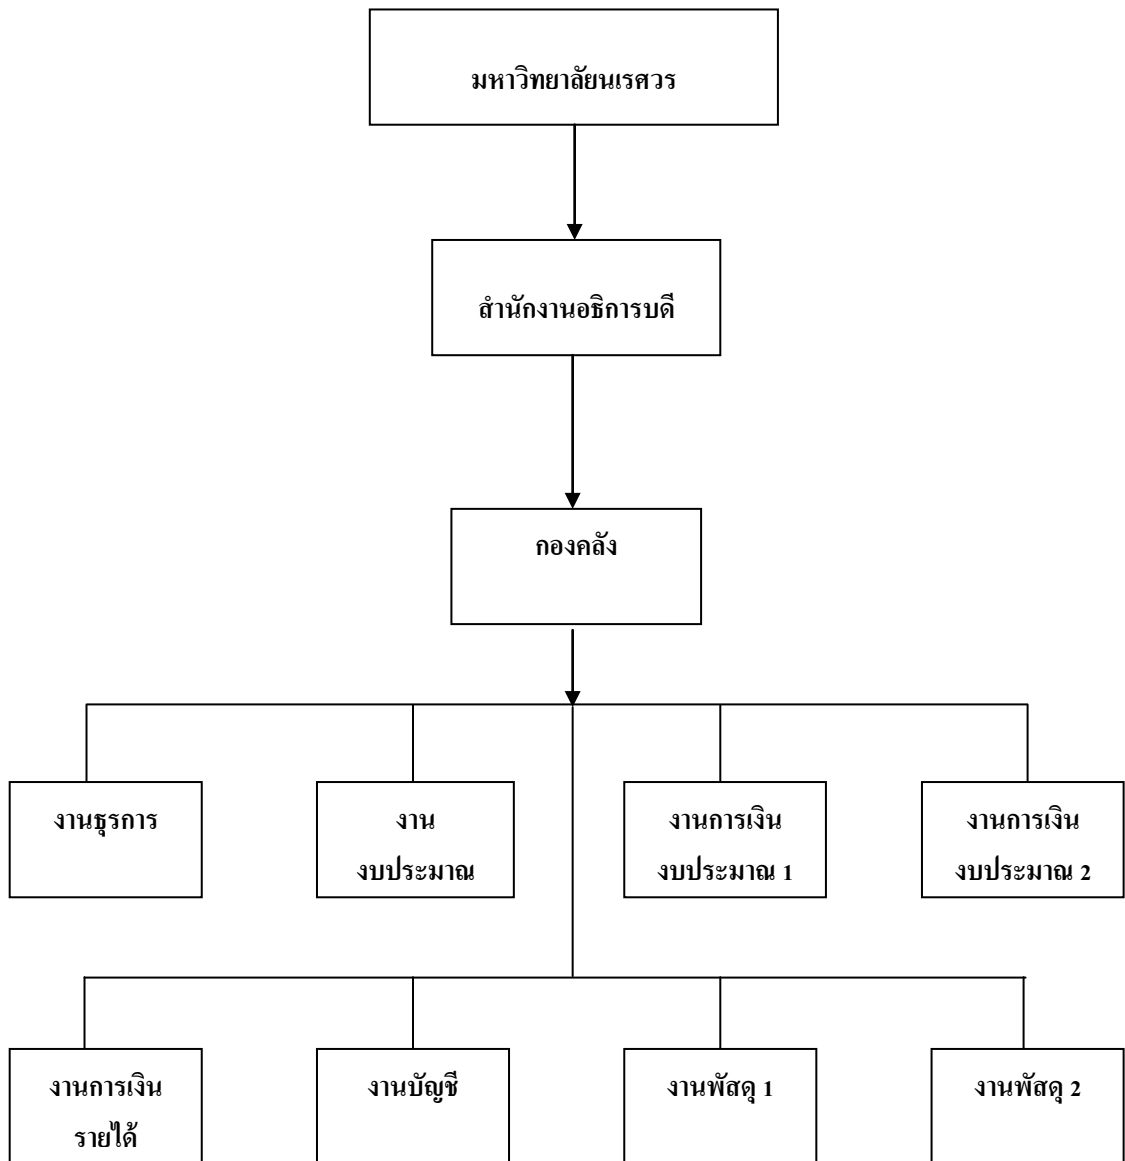 มหาวิทยาลัยนเรศวร
สำนักงานอธิการบดี
กองคลัง
งานธุรการ
งาน
งบประมาณ
งานการเงิน
งบประมาณ 1
งานการเงิน
งบประมาณ 2
งานการเงิน
รายได้
งานบัญชี
งานพัสดุ 1
งานพัสดุ 2